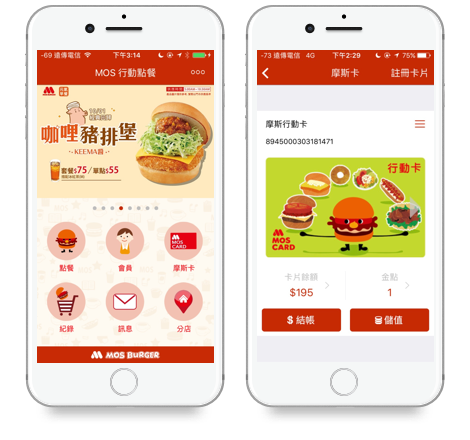 -69 遠傳電信 下午3:14
MOS 行動點餐
MOS
咖哩豬排堡
-KEEMA醬-
套餐$75/單點$55
點餐
會員
MOS
CARD
摩斯卡
紀錄
訊息
分店
MOS BURGER
-73 遠傳電信 4G 下午2:29 75%
摩斯卡 註冊卡片
摩斯行動卡
8945000303181471
行動卡
MOS
CARD
卡片餘額 金點
$195 1
$ 結帳 儲值